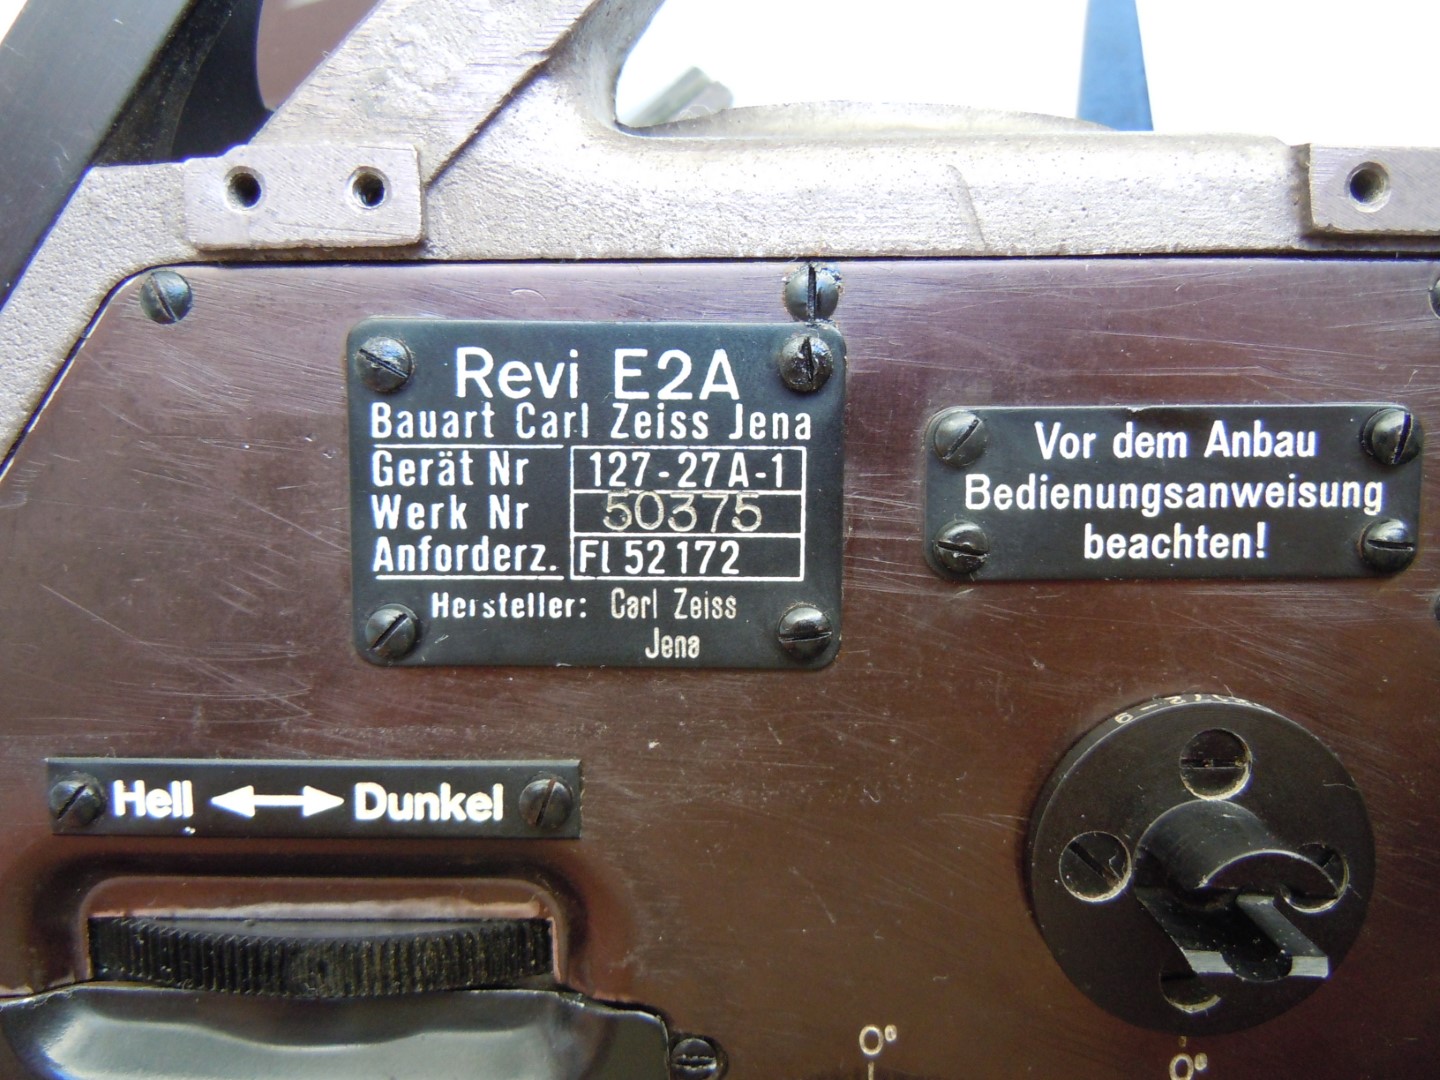 Revi E2A
Bauart Carl Zeiss Jena
Gerät Nr 127-27A-1
Werk Nr 50375
Anforderz. Fl 52172
Hersteller: Carl Zeiss
Jena
Vor dem Anbau
Bedienungsanweisung
beachten!
Hell ⟷ Dunkel
0°
0°